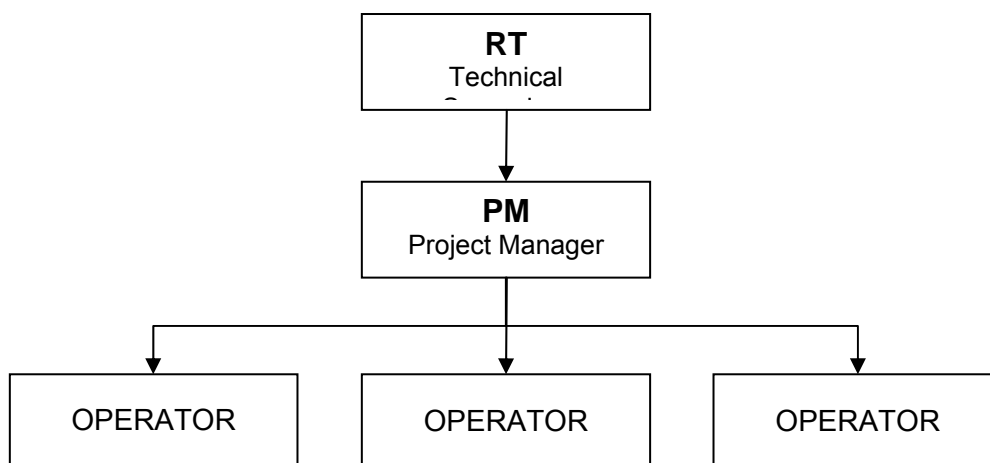 RT
Technical
PM
Project Manager
OPERATOR
OPERATOR
OPERATOR